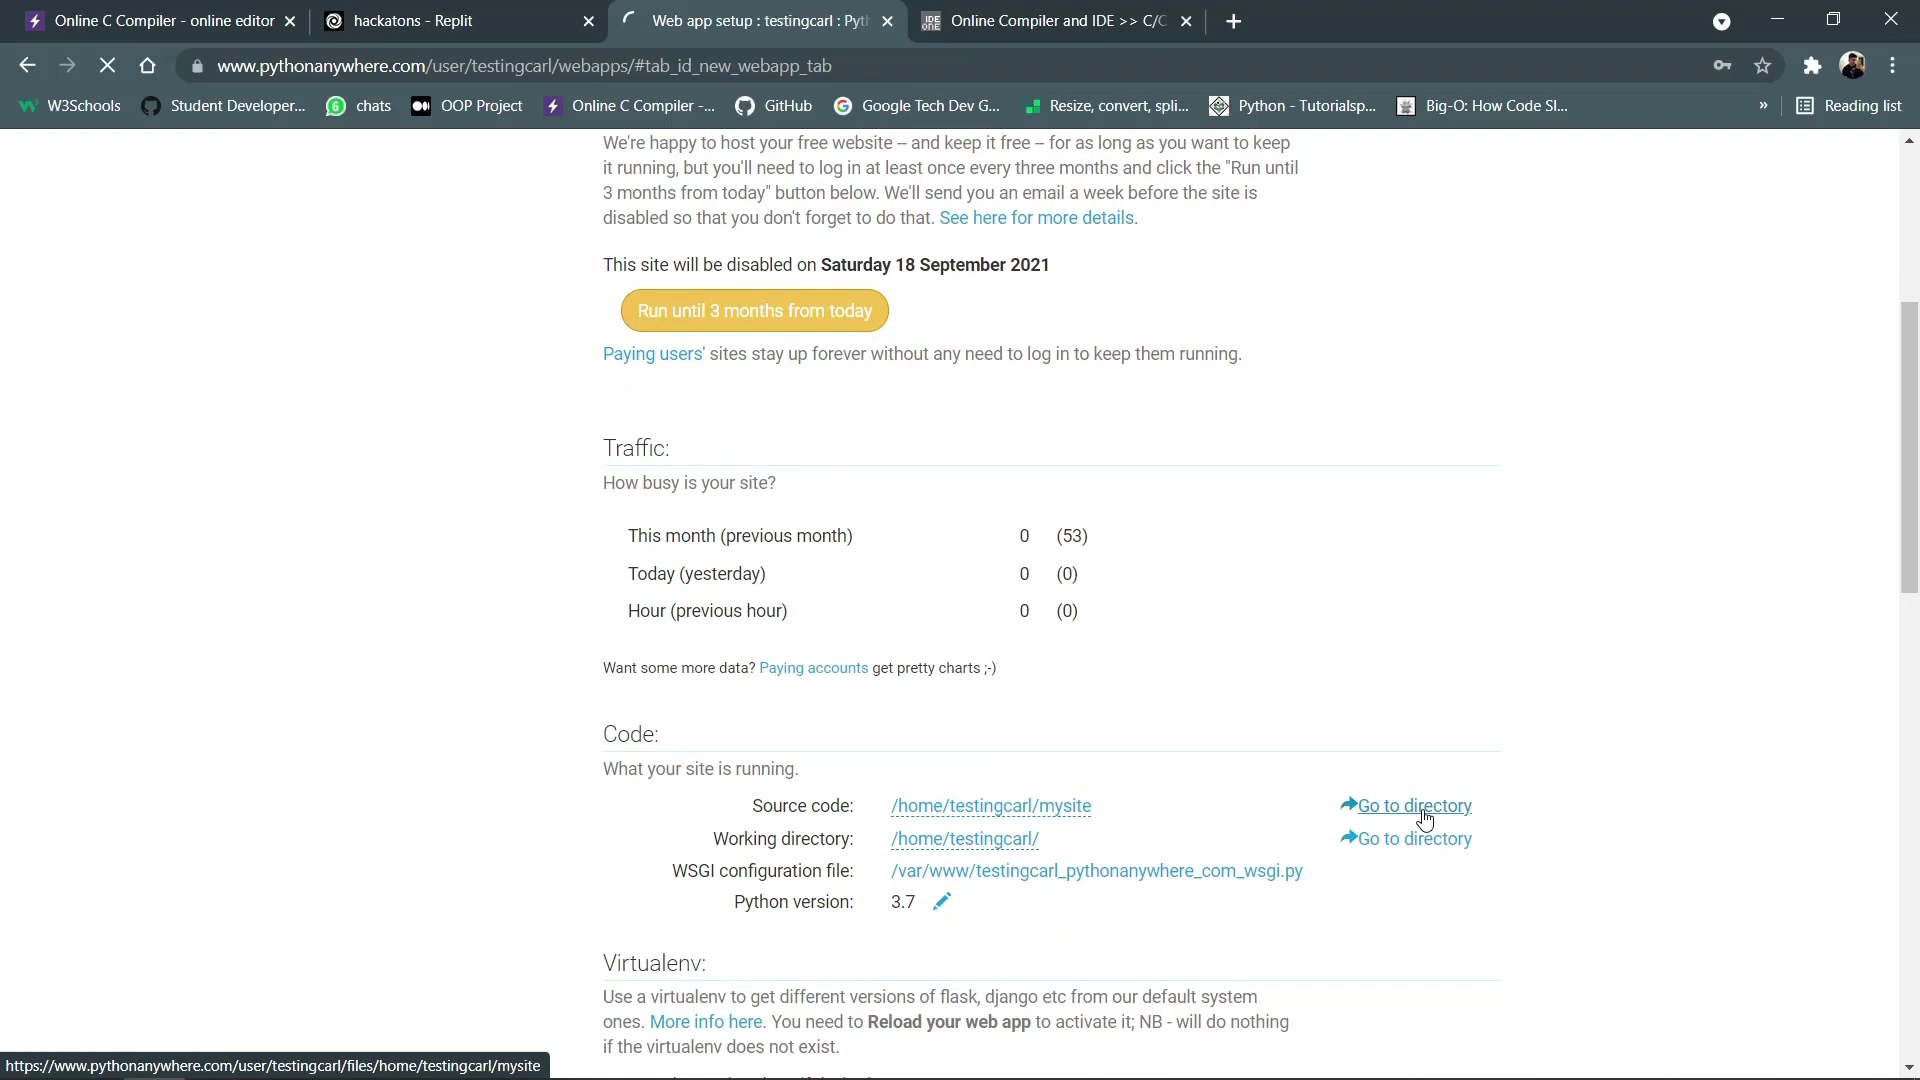 Online C Compiler - online editor
hackatons - Replit
Web app setup : testingcarl : Pyth
Online Compiler and IDE >> C/C
www.pythonanywhere.com/user/testingcarl/webapps/#tab_id_new_webapp_tab
W3Schools
Student Developer...
chats
OOP Project
Online C Compiler -...
GitHub
Google Tech Dev G...
Resize, convert, spli...
Python - Tutorialsp...
Big-O: How Code Sl...
»
Reading list
We're happy to host your free website -- and keep it free -- for as long as you want to keep
it running, but you'll need to log in at least once every three months and click the "Run until
3 months from today" button below. We'll send you an email a week before the site is
disabled so that you don't forget to do that. See here for more details.
This site will be disabled on Saturday 18 September 2021
Run until 3 months from today
Paying users' sites stay up forever without any need to log in to keep them running.
Traffic:
How busy is your site?
This month (previous month) 0 (53)
Today (yesterday) 0 (0)
Hour (previous hour) 0 (0)
Want some more data? Paying accounts get pretty charts ;-)
Code:
What your site is running.
Source code: /home/testingcarl/mysite Go to directory
Working directory: /home/testingcarl/ Go to directory
WSGI configuration file: /var/www/testingcarl_pythonanywhere_com_wsgi.py
Python version: 3.7
Virtualenv:
Use a virtualenv to get different versions of flask, django etc from our default system
ones. More info here. You need to Reload your web app to activate it; NB - will do nothing
if the virtualenv does not exist.
https://www.pythonanywhere.com/user/testingcarl/files/home/testingcarl/mysite